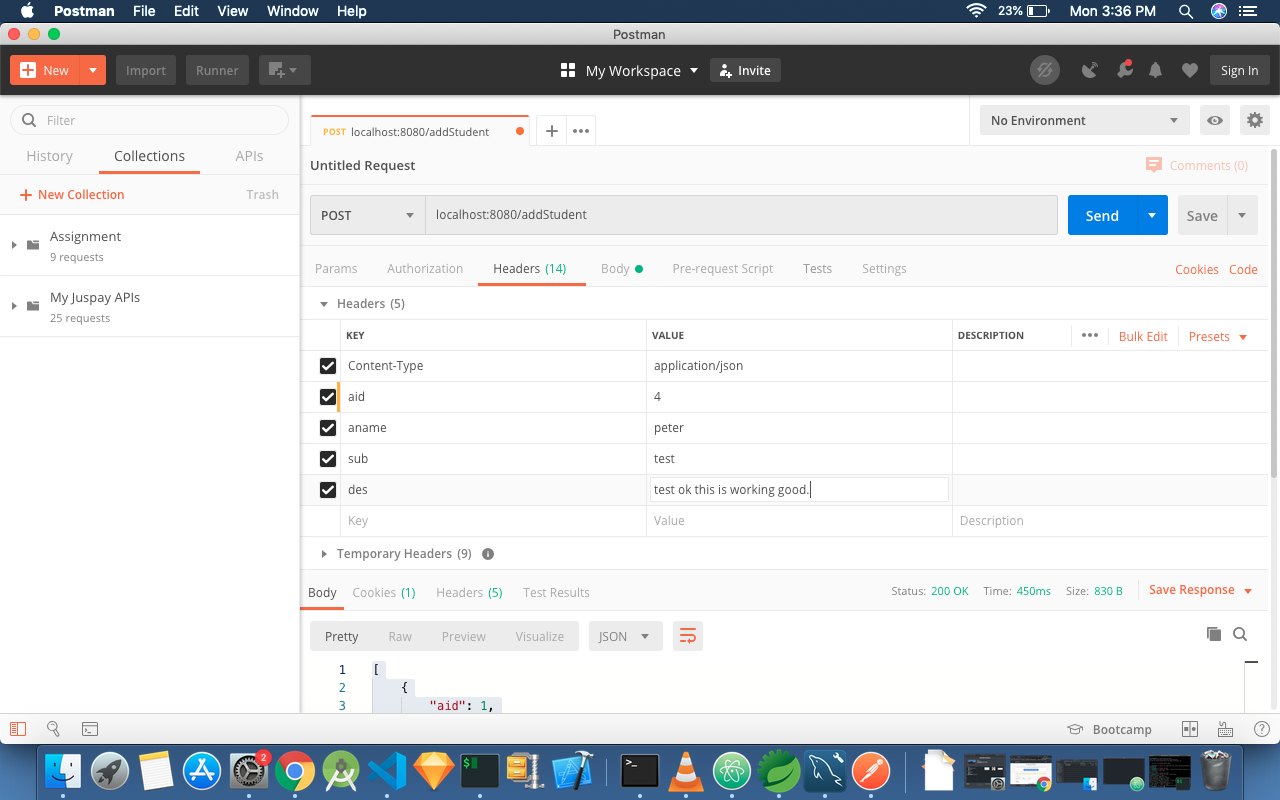 Postman File Edit View Window Help 23% Mon 3:36 PM
Postman
New Import Runner My Workspace Invite Sign In
Filter
History Collections APIs
+ New Collection Trash
Assignment
9 requests
My Juspay APIs
25 requests
POST localhost:8080/addStudent + ••• No Environment
Untitled Request Comments (0)
POST localhost:8080/addStudent Send Save
Params Authorization Headers (14) Body Pre-request Script Tests Settings Cookies Code
Headers (5)
KEY VALUE DESCRIPTION ••• Bulk Edit Presets
Content-Type application/json
aid 4
aname peter
sub test
des test ok this is working good.
Key Value Description
Temporary Headers (9)
Body Cookies (1) Headers (5) Test Results Status: 200 OK Time: 450ms Size: 830 B Save Response
Pretty Raw Preview Visualize JSON
1 [
2 {
3 "aid": 1,
Bootcamp
2